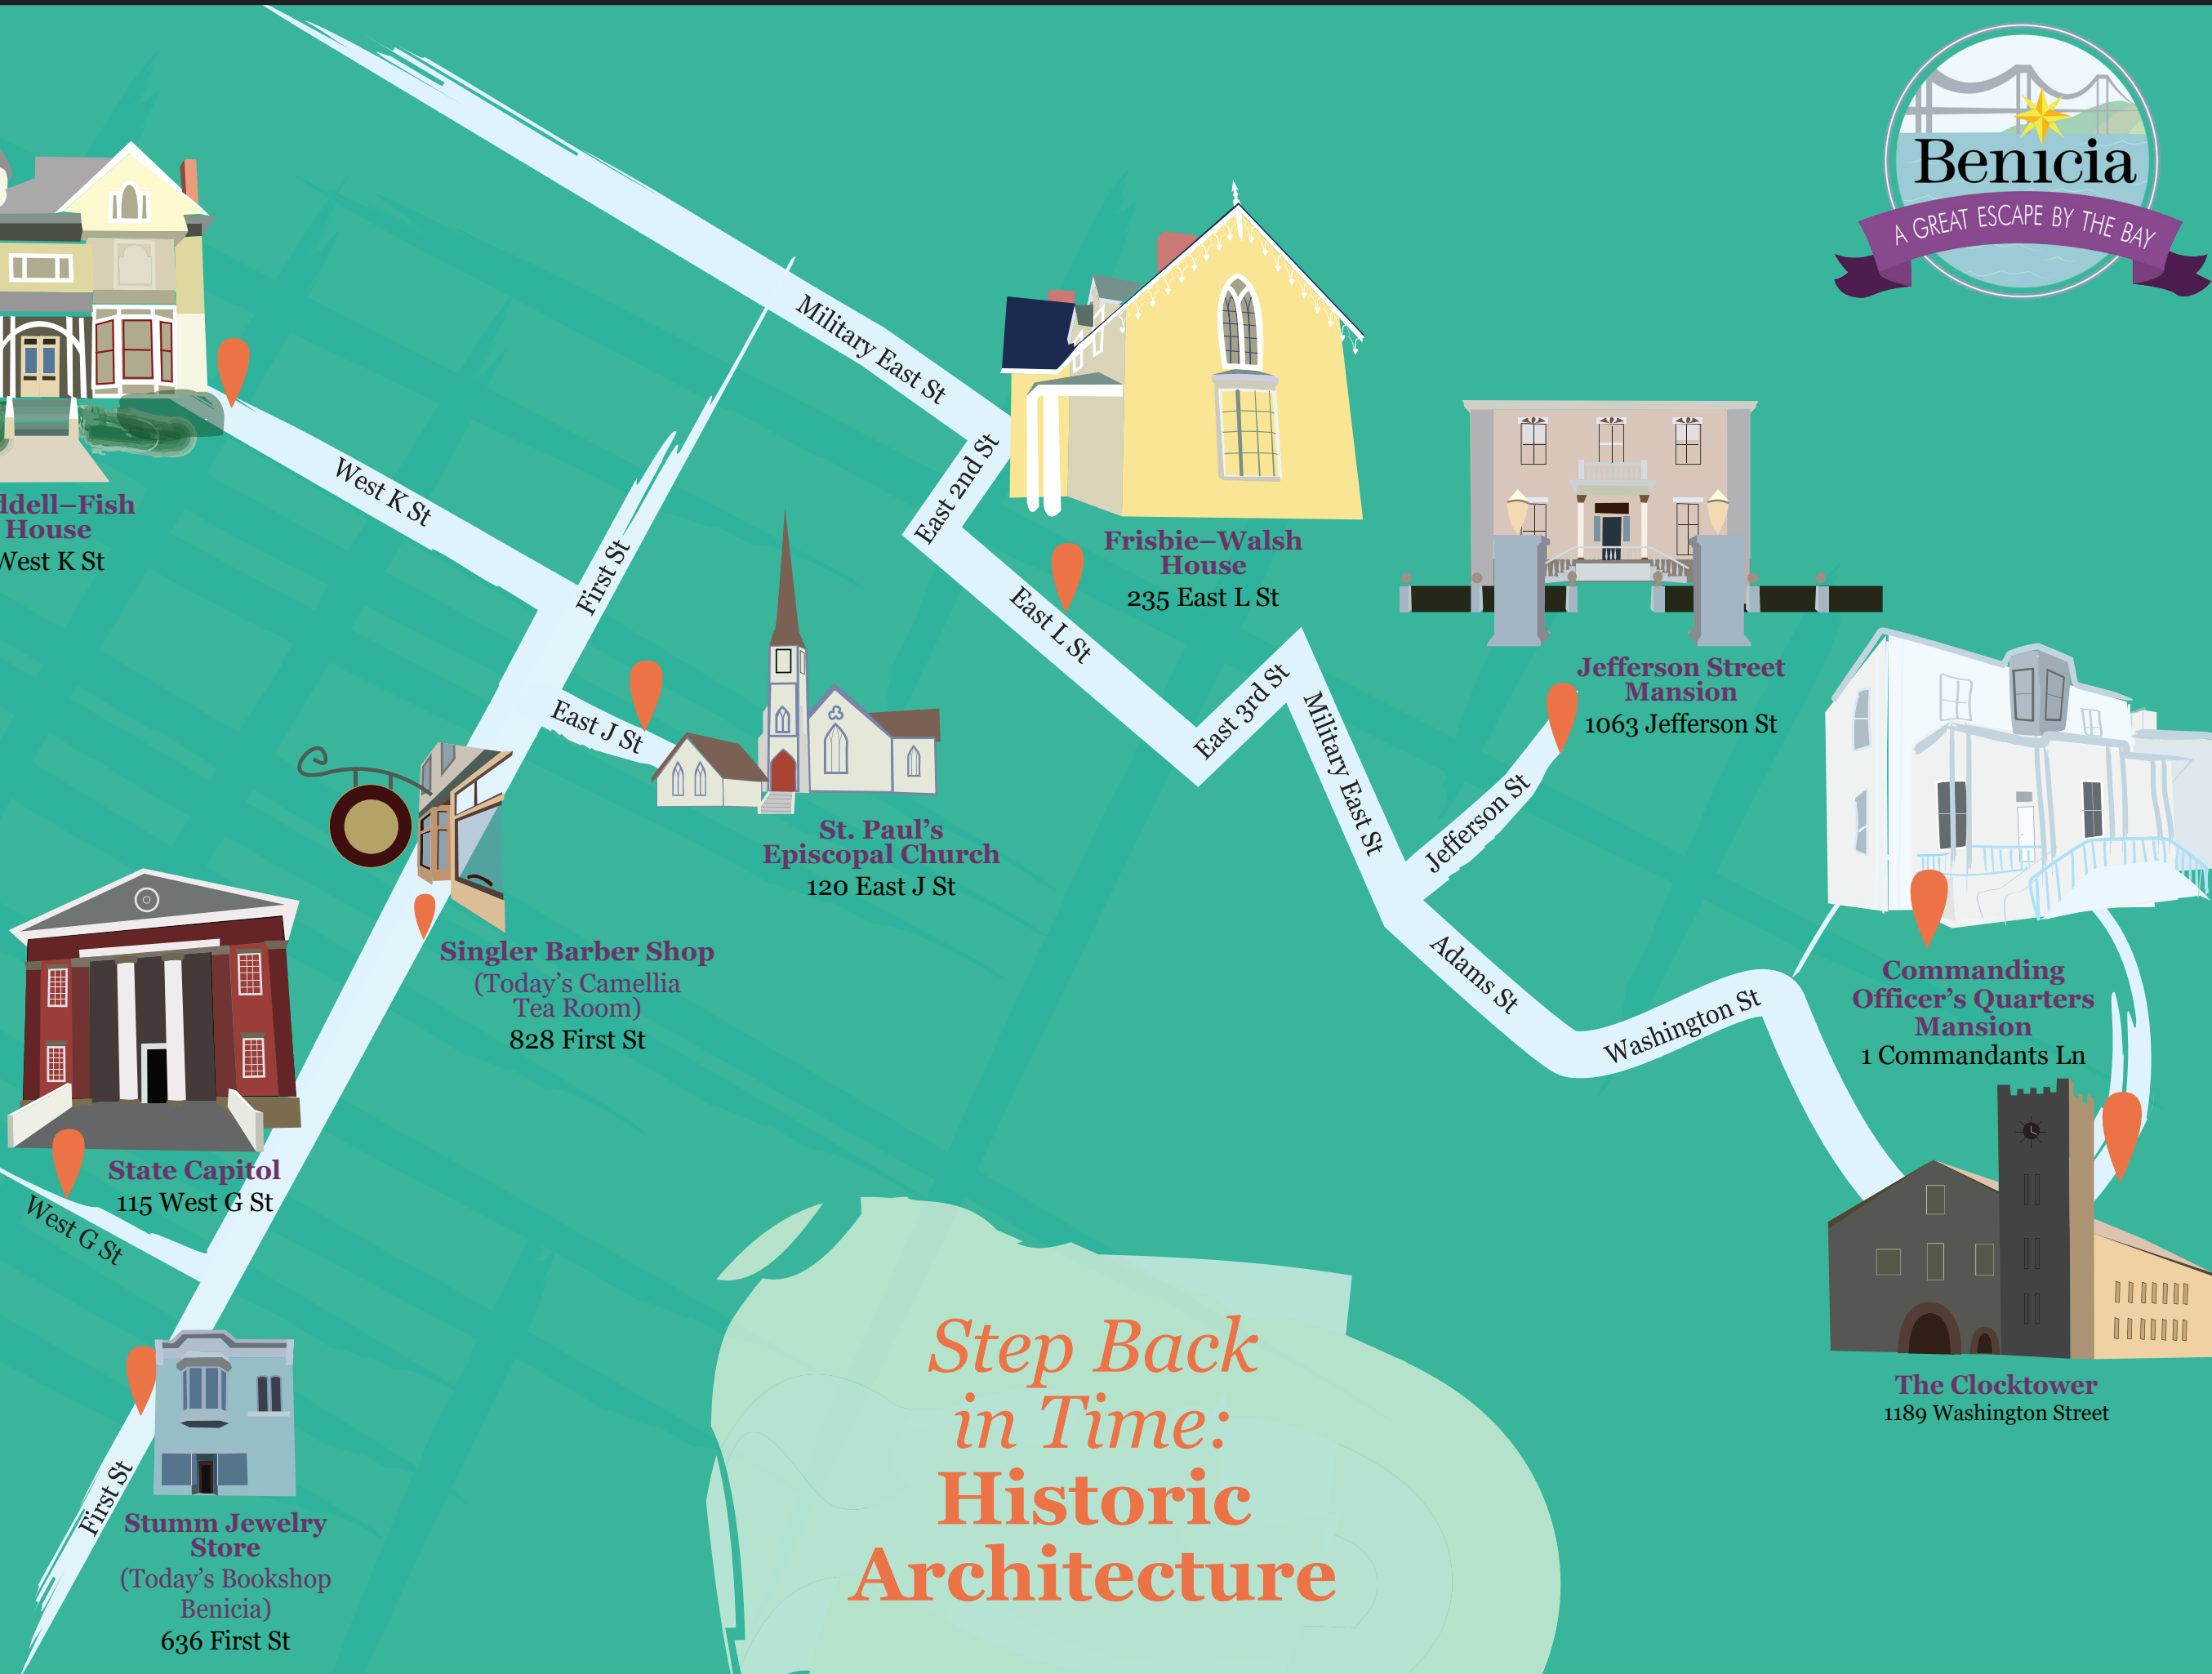 Benicia
A GREAT ESCAPE BY THE BAY
Military East St
West K St
First St
East 2nd St
House
West K St
Frisbie–Walsh
House
235 East L St
East L St
East J St
East 3rd St
Military East St
Jefferson Street
Mansion
1063 Jefferson St
Jefferson St
St. Paul’s
Episcopal Church
120 East J St
Singler Barber Shop
(Today’s Camellia
Tea Room)
828 First St
Adams St
Washington St
Commanding
Officer’s Quarters
Mansion
1 Commandants Ln
State Capitol
115 West G St
West G St
The Clocktower
1189 Washington Street
First St
Stumm Jewelry
Store
(Today’s Bookshop
Benicia)
636 First St
Step Back
in Time:
Historic
Architecture